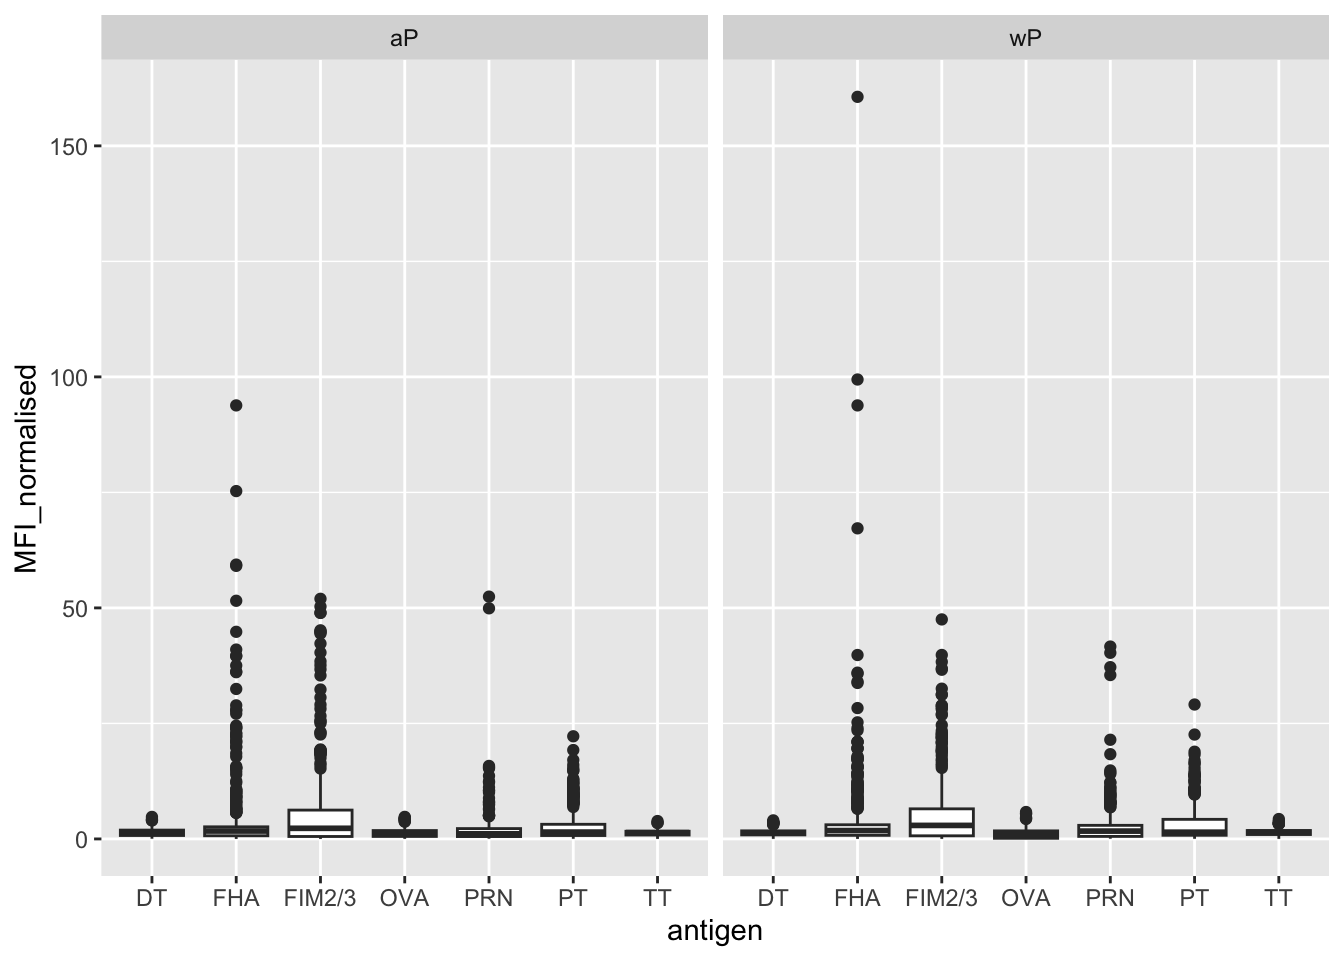 aP wP
MFI_normalised
150
100
50
0
DT FHA FIM2/3 OVA PRN PT TT DT FHA FIM2/3 OVA PRN PT TT
antigen